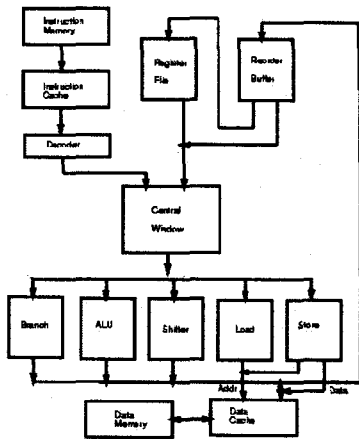 Instruction
Memory
Instruction
Cache
Decoder
Register
File
Reorder
Buffer
Central
Window
Branch
ALU
Shifter
Load
Store
Addr
Data
Data
Memory
Data
Cache